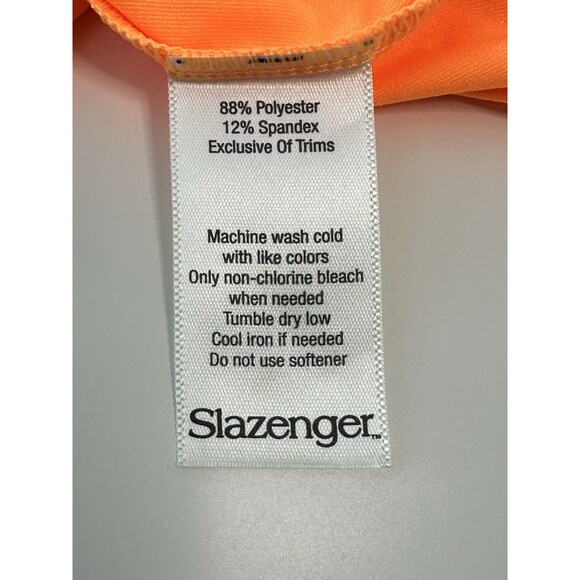 88% Polyester
12% Spandex
Exclusive Of Trims
Machine wash cold
with like colors
Only non-chlorine bleach
when needed
Tumble dry low
Cool iron if needed
Do not use softener
Slazenger™